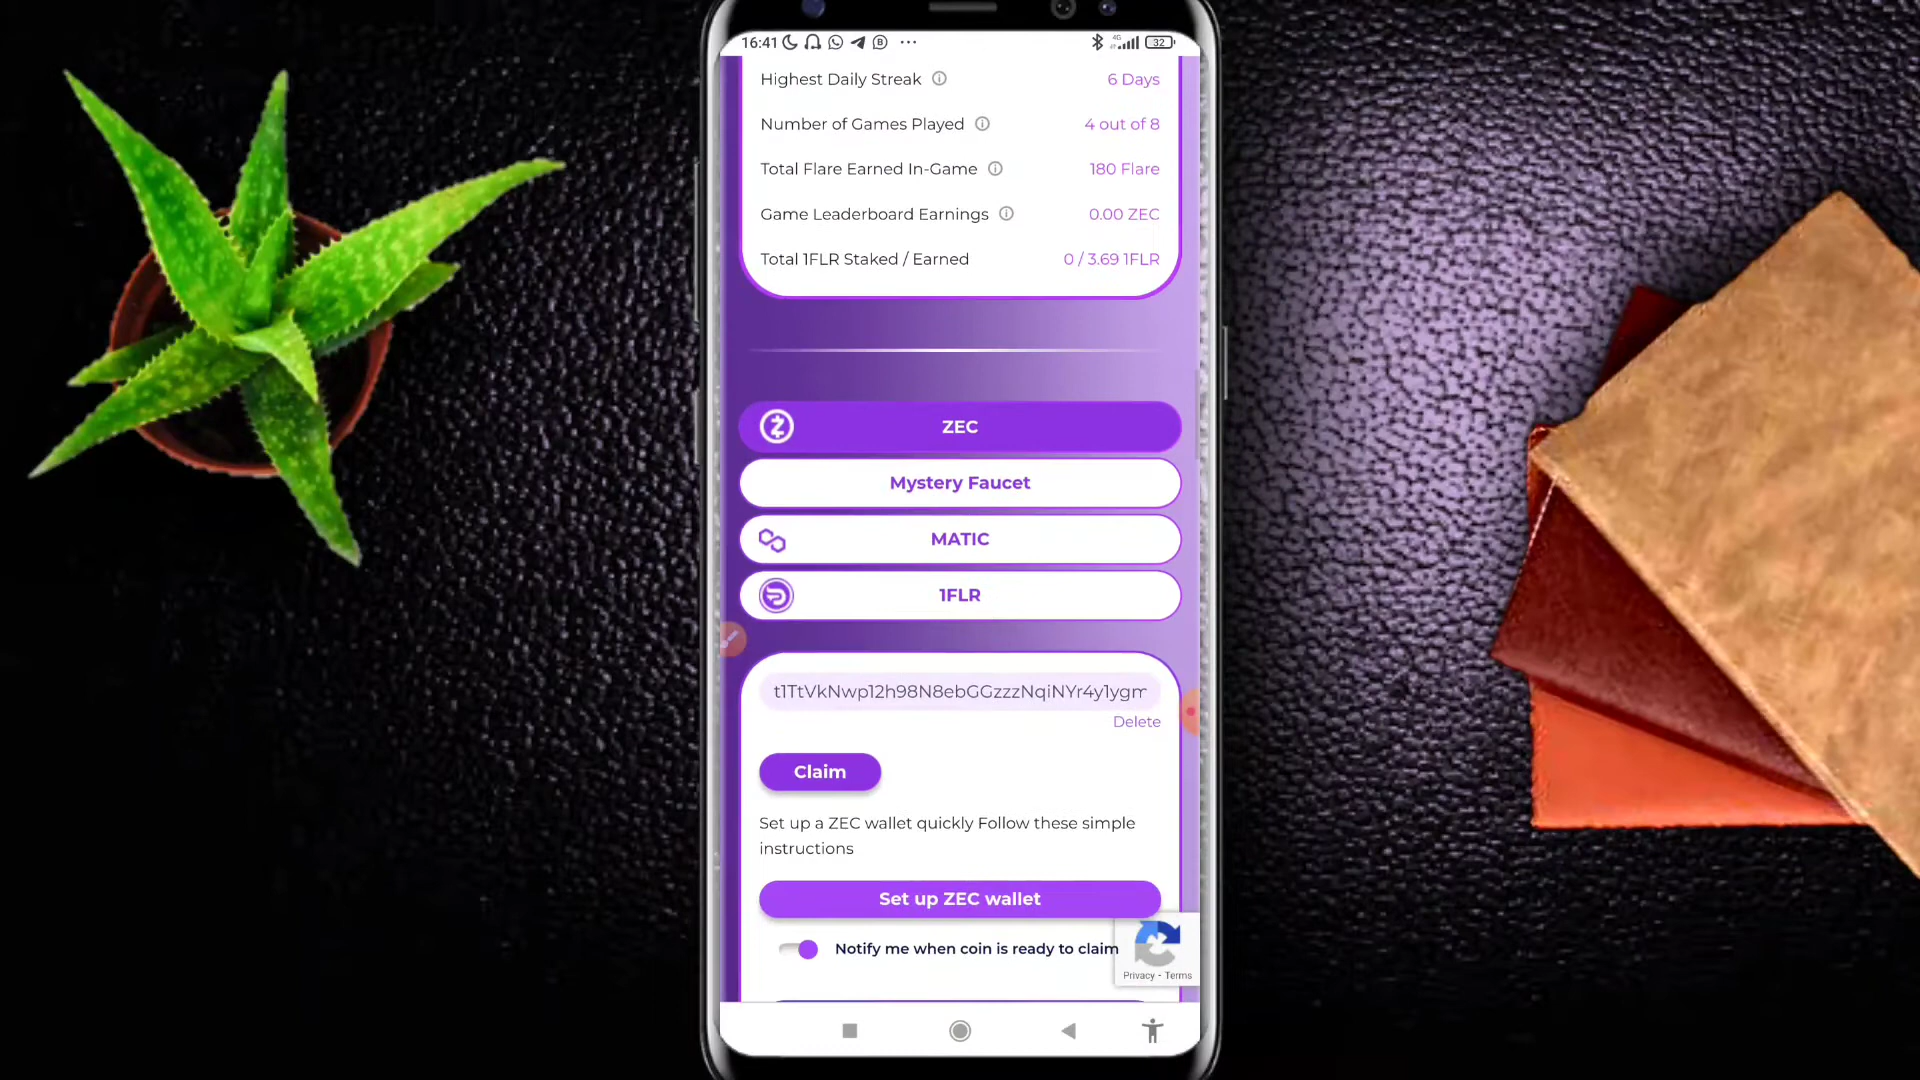 16:41
4G
32
Highest Daily Streak
6 Days
Number of Games Played
4 out of 8
Total Flare Earned In-Game
180 Flare
Game Leaderboard Earnings
0.00 ZEC
Total 1FLR Staked / Earned
0 / 3.69 1FLR
ZEC
Mystery Faucet
MATIC
1FLR
t1TtVkNwp12h98N8ebGGzzzNqiNYr4y1ygm
Delete
Claim
Set up a ZEC wallet quickly Follow these simple
instructions
Set up ZEC wallet
Notify me when coin is ready to claim
Privacy - Terms